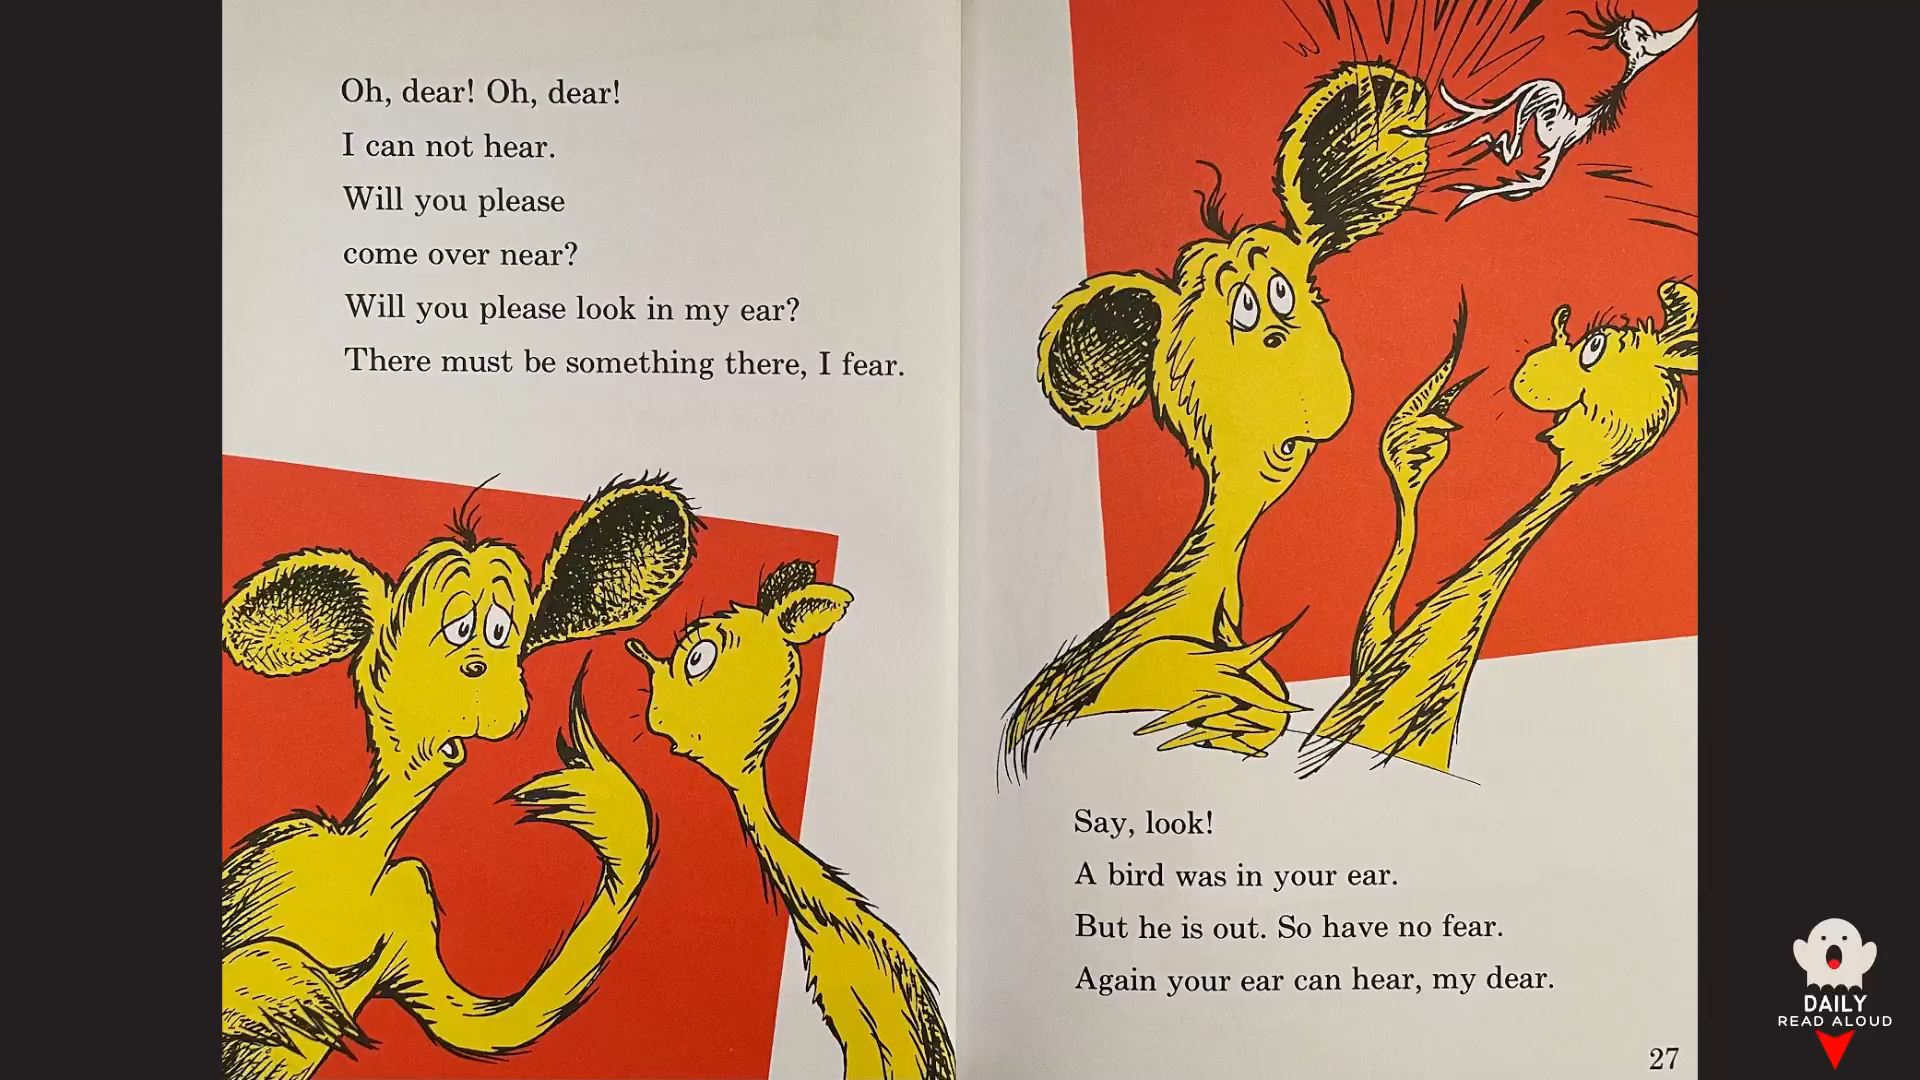 Oh, dear! Oh, dear!
I can not hear.
Will you please
come over near?
Will you please look in my ear?
There must be something there, I fear.
Say, look!
A bird was in your ear.
But he is out. So have no fear.
Again your ear can hear, my dear.
27
DAILY
READ ALOUD